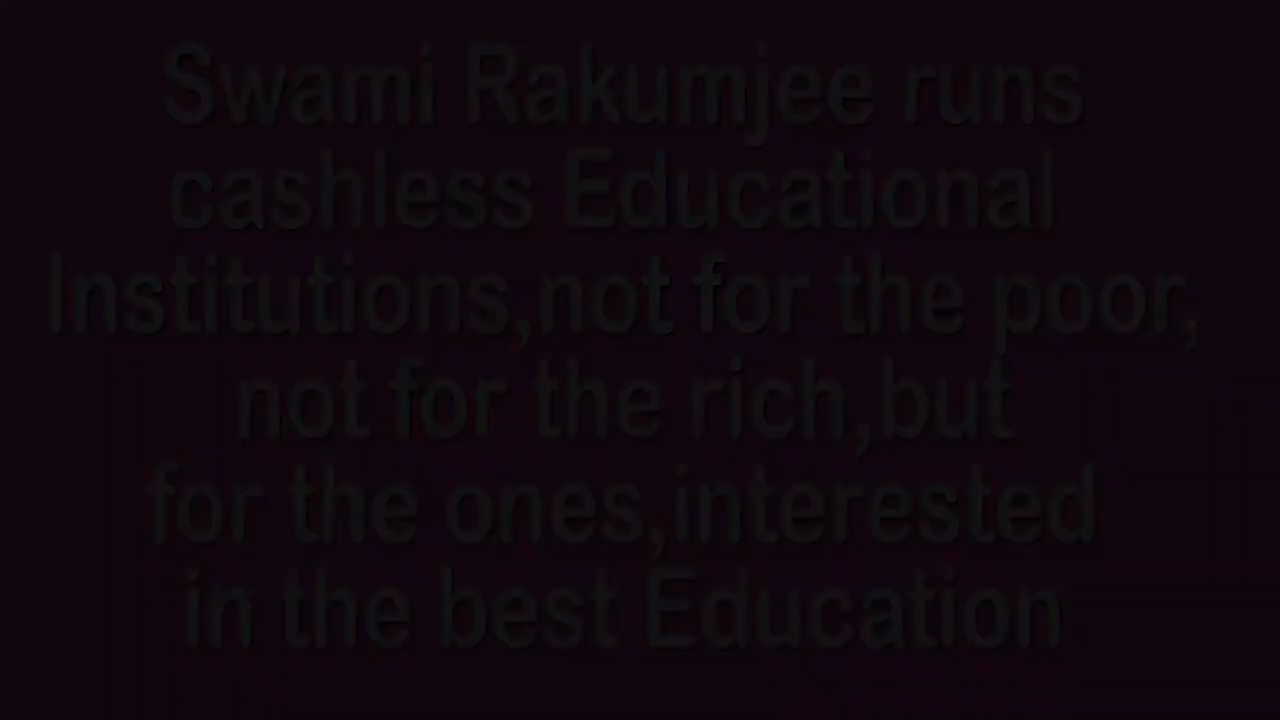 Swami Rakumjee runs
cashless Educational
Institutions,not for the poor,
not for the rich,but
for the ones,interested
in the best Education